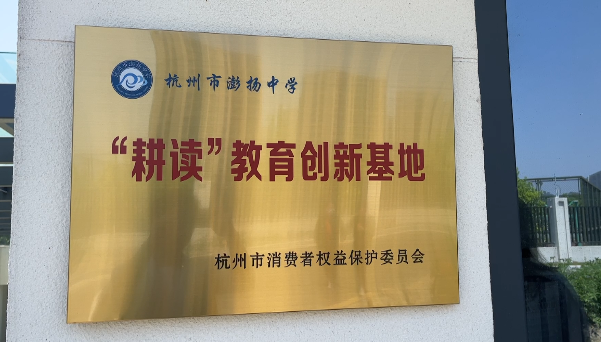 杭州市澎扬中学
“耕读”教育创新基地
杭州市消费者权益保护委员会